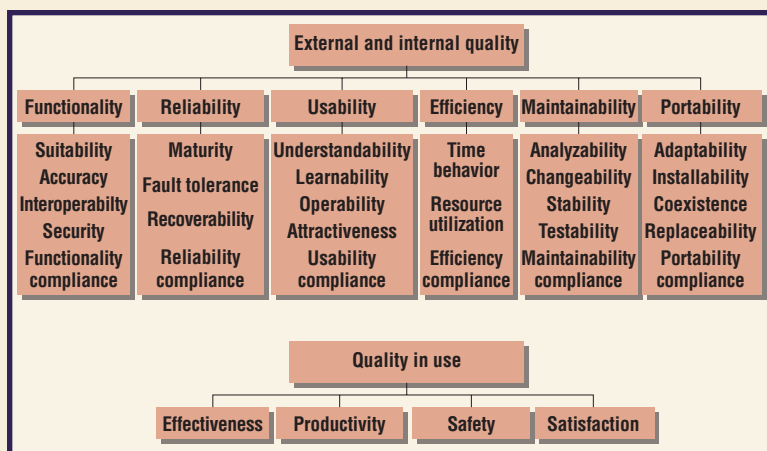 External and internal quality
Functionality
Reliability
Usability
Efficiency
Maintainability
Portability
Suitability
Accuracy
Interoperabilty
Security
Functionality
compliance
Maturity
Fault tolerance
Recoverability
Reliability
compliance
Understandability
Learnability
Operability
Attractiveness
Usability
compliance
Time
behavior
Resource
utilization
Efficiency
compliance
Analyzability
Changeability
Stability
Testability
Maintainability
compliance
Adaptability
Installability
Coexistence
Replaceability
Portability
compliance
Quality in use
Effectiveness
Productivity
Safety
Satisfaction